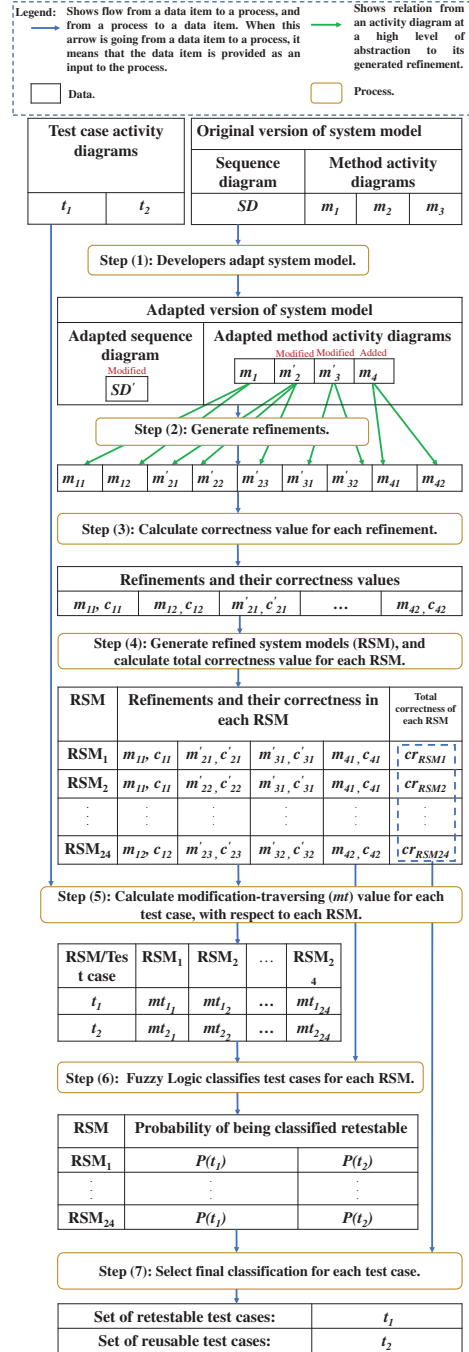 Legend:
Shows flow from a data item to a process, and
from a process to a data item. When this
arrow is going from a data item to a process, it
means that the data item is provided as an
input to the process.
Shows relation from
an activity diagram at
a high level of
abstraction to its
generated refinement.
Data.
Process.
Test case activity
diagrams
t1 t2
Original version of system model
Sequence
diagram
Method activity
diagrams
SD m1 m2 m3
Step (1): Developers adapt system model.
Adapted version of system model
Adapted sequence
diagram
Modified
SD'
Adapted method activity diagrams
Modified Modified Added
m1 m'2 m'3 m4
Step (2): Generate refinements.
m11 m12 m'21 m'22 m'23 m'31 m'32 m41 m42
Step (3): Calculate correctness value for each refinement.
Refinements and their correctness values
m11, c11 m12, c12 m'21, c'21 … m42, c42
Step (4): Generate refined system models (RSM), and
calculate total correctness value for each RSM.
RSM
Refinements and their correctness in
each RSM
Total
correctness of
each RSM
RSM1 m11, c11 m'21, c'21 m'31, c'31 m41, c41 crRSM1
RSM2 m11, c11 m'22, c'22 m'31, c'31 m41, c41 crRSM2
⋮ ⋮ ⋮ ⋮ ⋮ ⋮
RSM24 m12, c12 m'23, c'23 m'32, c'32 m42, c42 crRSM24
Step (5): Calculate modification-traversing (mt) value for each
test case, with respect to each RSM.
RSM/Tes RSM1 RSM2 … RSM2
t case 4
t1 mt11 mt12 … mt124
t2 mt21 mt22 … mt224
Step (6): Fuzzy Logic classifies test cases for each RSM.
RSM Probability of being classified retestable
RSM1 P(t1) P(t2)
⋮ ⋮ ⋮
RSM24 P(t1) P(t2)
Step (7): Select final classification for each test case.
Set of retestable test cases: t1
Set of reusable test cases: t2